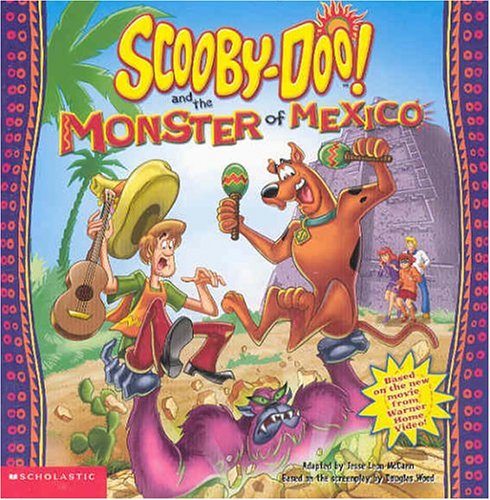 SCOOBY-DOO!
and the
MONSTER of MEXICO
Based
on the new
movie
from
Warner
Home
Video!
Adapted by Jesse Leon McCann
Based on the screenplay by Douglas Wood
SCHOLASTIC